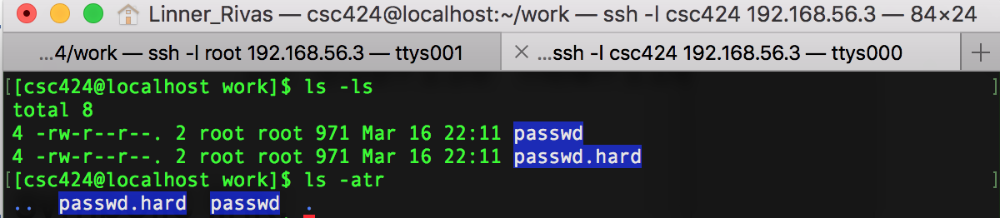 Linner_Rivas — csc424@localhost:~/work — ssh -l csc424 192.168.56.3 — 84×24
...4/work — ssh -l root 192.168.56.3 — ttys001
× ...ssh -l csc424 192.168.56.3 — ttys000 +
[[csc424@localhost work]$ ls -ls ]
total 8
4 -rw-r--r--. 2 root root 971 Mar 16 22:11 passwd
4 -rw-r--r--. 2 root root 971 Mar 16 22:11 passwd.hard
[[csc424@localhost work]$ ls -atr ]
.. passwd.hard passwd .